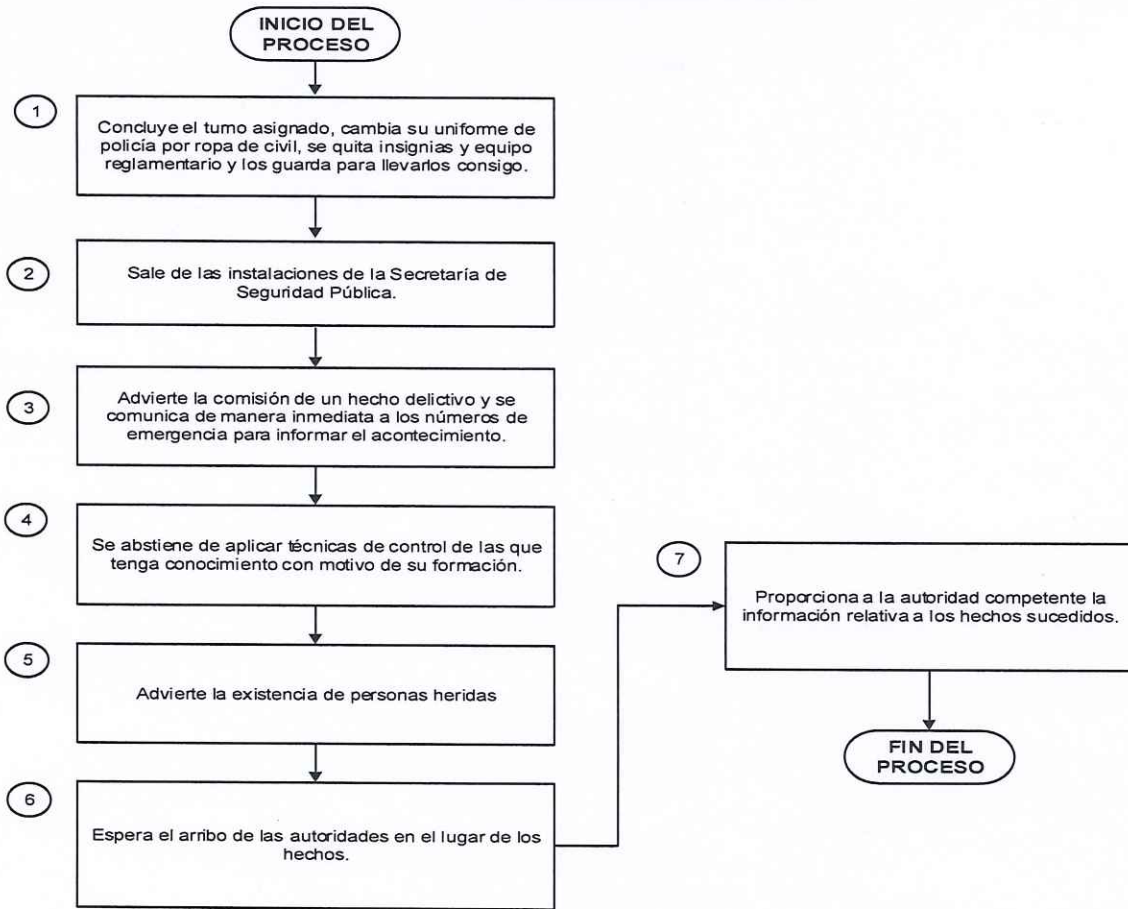 INICIO DEL
PROCESO
1
Concluye el turno asignado, cambia su uniforme de
policía por ropa de civil, se quita insignias y equipo
reglamentario y los guarda para llevarlos consigo.
2
Sale de las instalaciones de la Secretaría de
Seguridad Pública.
3
Advierte la comisión de un hecho delictivo y se
comunica de manera inmediata a los números de
emergencia para informar el acontecimiento.
4
Se abstiene de aplicar técnicas de control de las que
tenga conocimiento con motivo de su formación.
5
Advierte la existencia de personas heridas
6
Espera el arribo de las autoridades en el lugar de los
hechos.
7
Proporciona a la autoridad competente la
información relativa a los hechos sucedidos.
FIN DEL
PROCESO